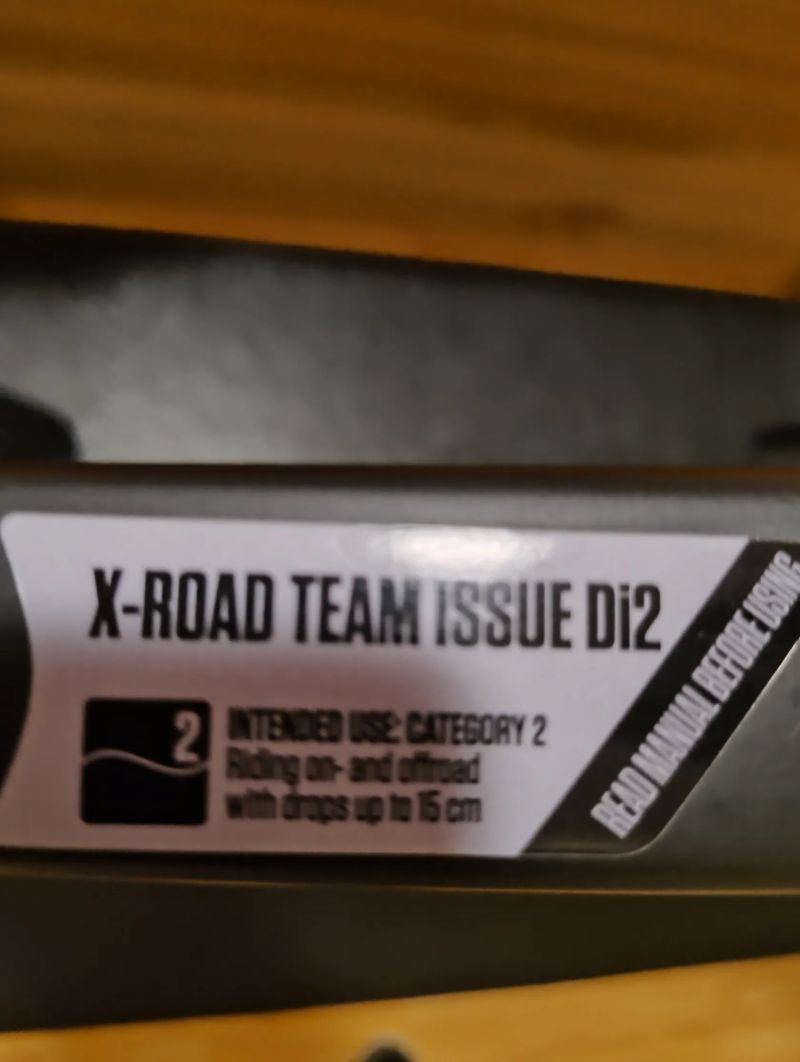 X-ROAD TEAM ISSUE Di2
2
INTENDED USE: CATEGORY 2
Riding on- and offroad
with drops up to 15 cm
READ MANUAL BEFORE USING